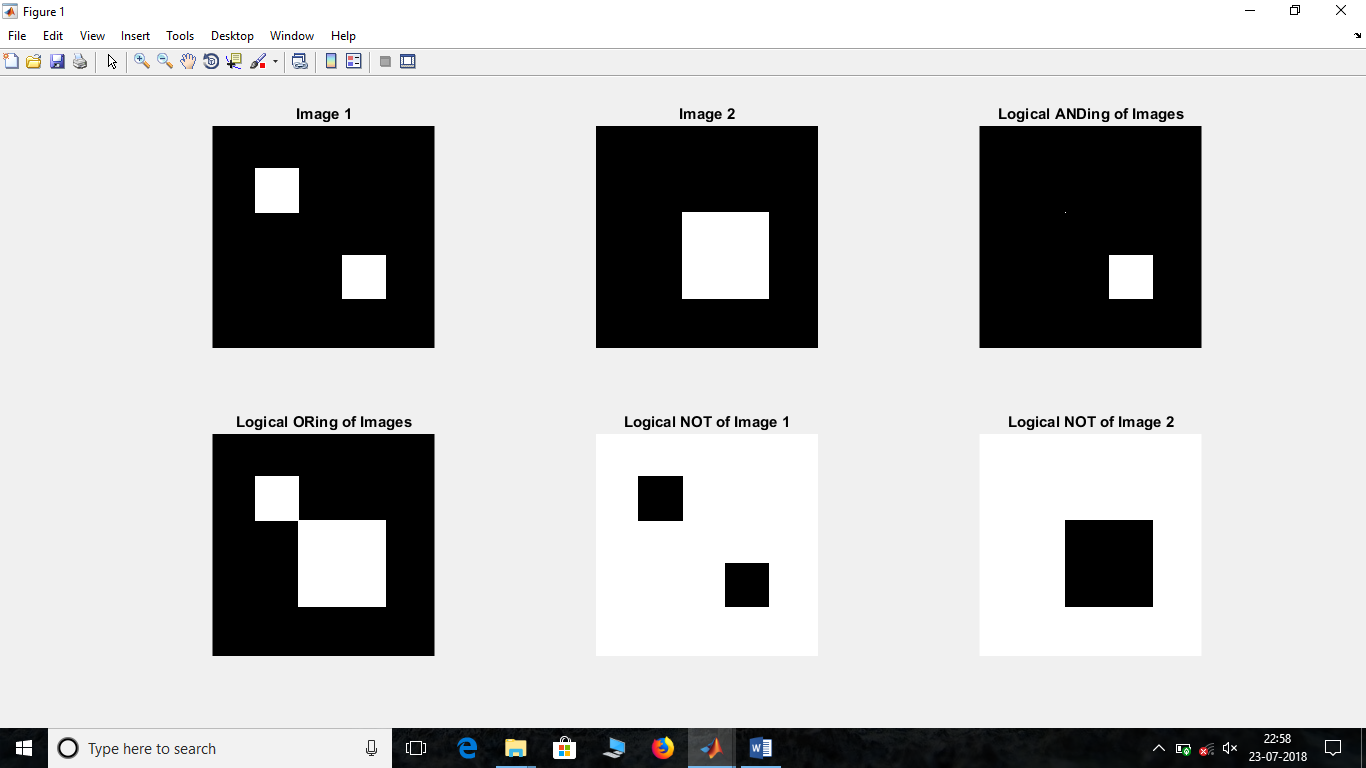 Figure 1
File Edit View Insert Tools Desktop Window Help
Image 1
Image 2
Logical ANDing of Images
Logical ORing of Images
Logical NOT of Image 1
Logical NOT of Image 2
Type here to search
22:58
23-07-2018